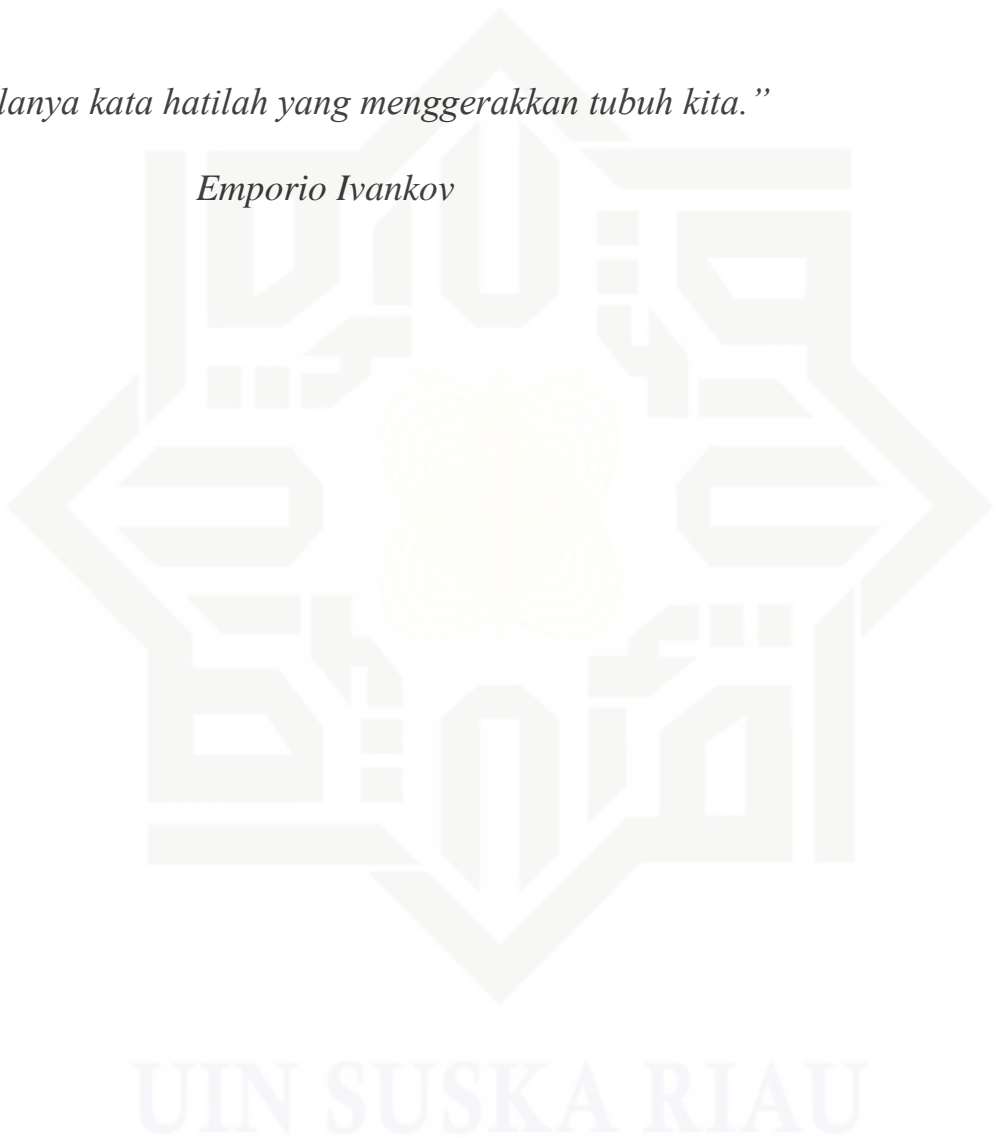 lanya kata hatilah yang menggerakkan tubuh kita.”
Emporio Ivankov
UIN SUSKA RIAU